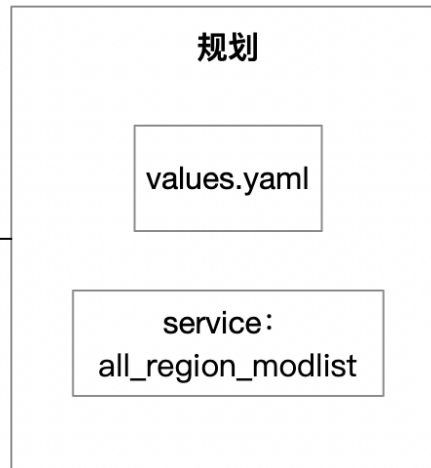 规划
values.yaml
service：
all_region_modlist